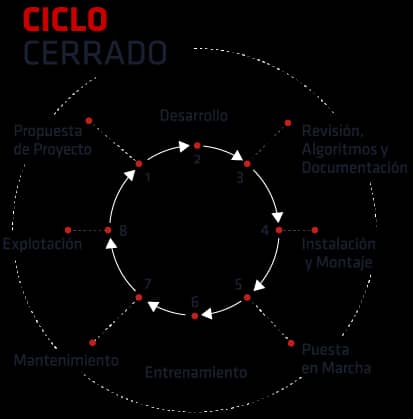 CICLO
CERRADO
Desarrollo
Propuesta
de Proyecto
Revisión,
Algoritmos y
Documentación
1
2
3
Explotación
8
4
Instalación
y Montaje
7
6
5
Mantenimiento
Entrenamiento
Puesta
en Marcha